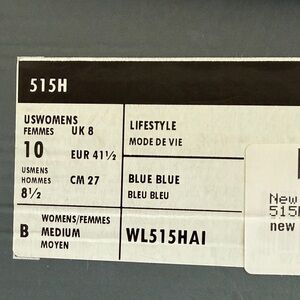 515H
USWOMENS
FEMMES
10
UK 8
EUR 41½
USMENS
HOMMES
8½
CM 27
LIFESTYLE
MODE DE VIE
BLUE BLUE
BLEU BLEU
B
WOMENS/FEMMES
MEDIUM
MOYEN
WL515HAI
New
515
new